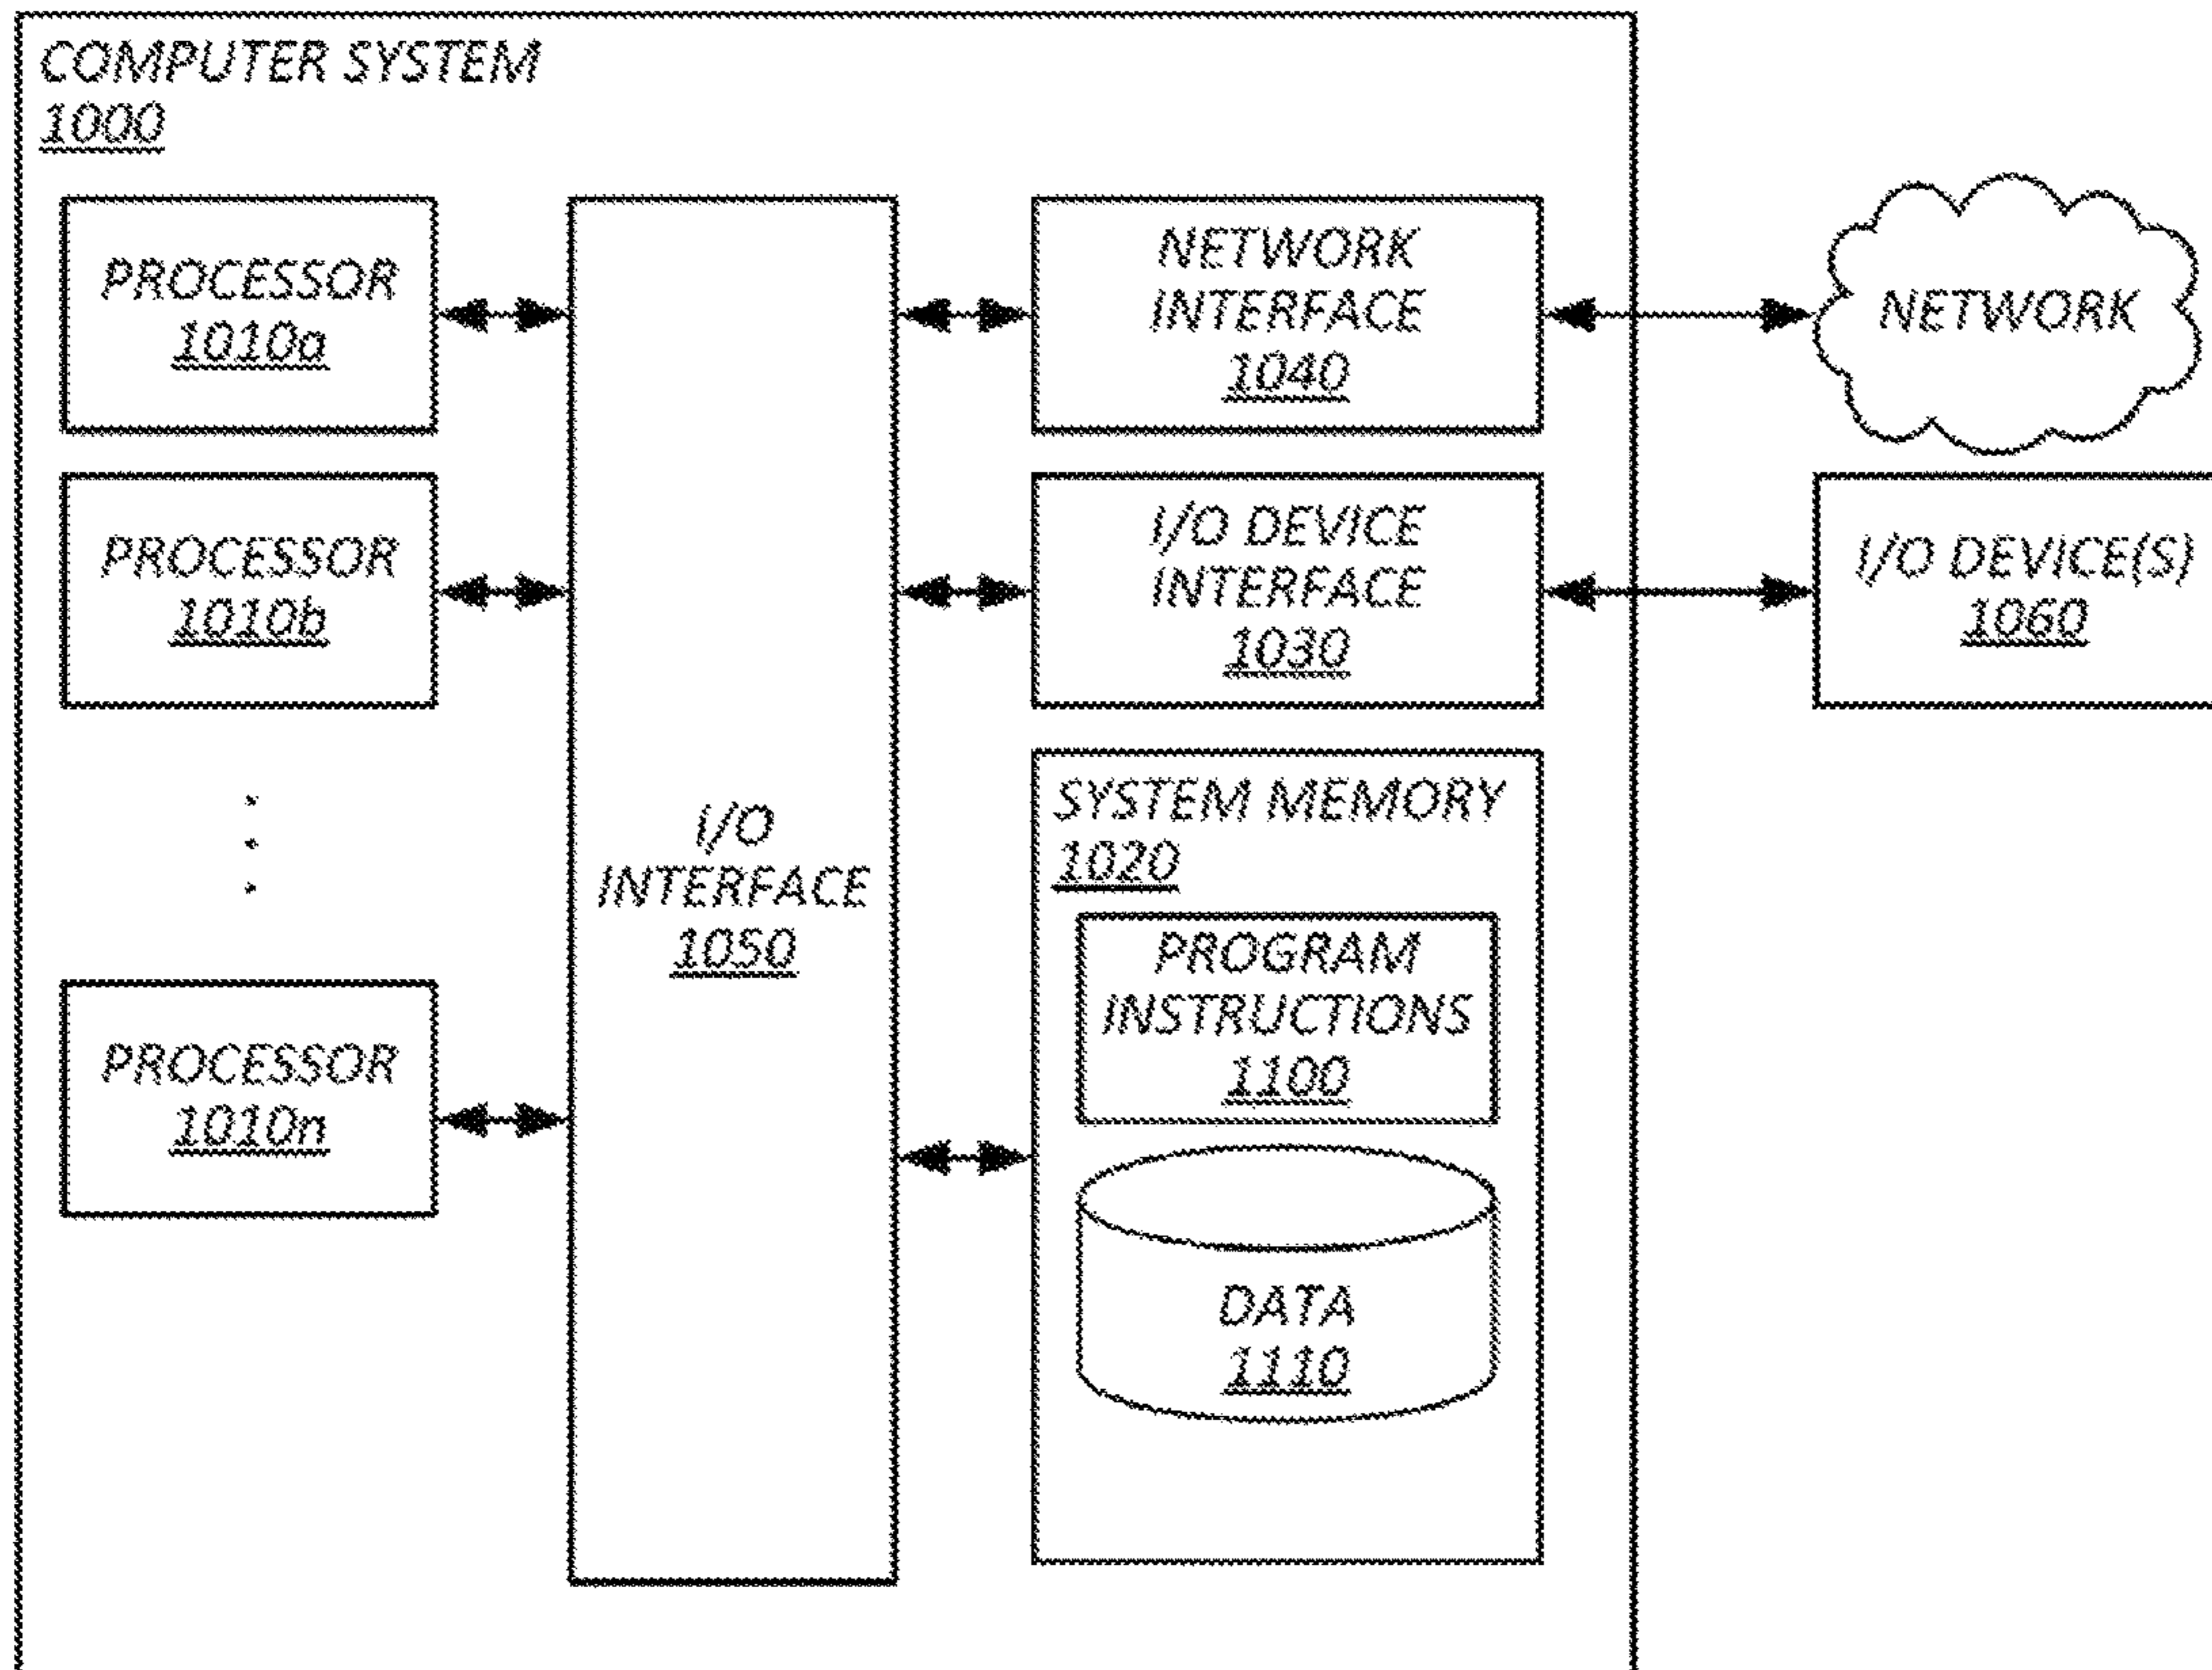 COMPUTER SYSTEM
1000
PROCESSOR
1010a
PROCESSOR
1010b
PROCESSOR
1010n
I/O
INTERFACE
1050
NETWORK
INTERFACE
1040
I/O DEVICE
INTERFACE
1030
SYSTEM MEMORY
1020
PROGRAM
INSTRUCTIONS
1100
DATA
1110
NETWORK
I/O DEVICE(S)
1060